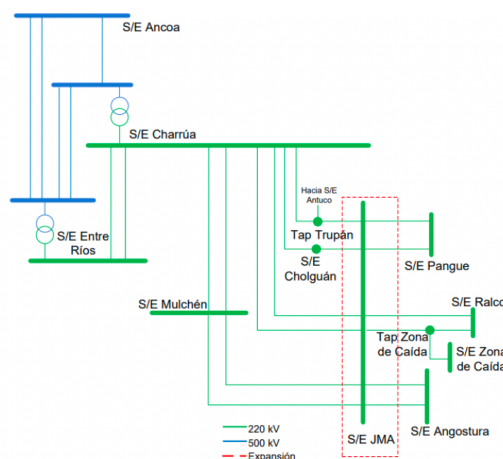 S/E Ancoa
S/E Charrúa
Hacia S/E
Antuco
Tap Trupán
S/E Entre
Ríos
S/E
Cholguán
S/E Pangue
S/E Mulchén
S/E Ralco
Tap Zona
de Caída
S/E Zona
de Caída
S/E Angostura
S/E JMA
220 kV
500 kV
Expansión